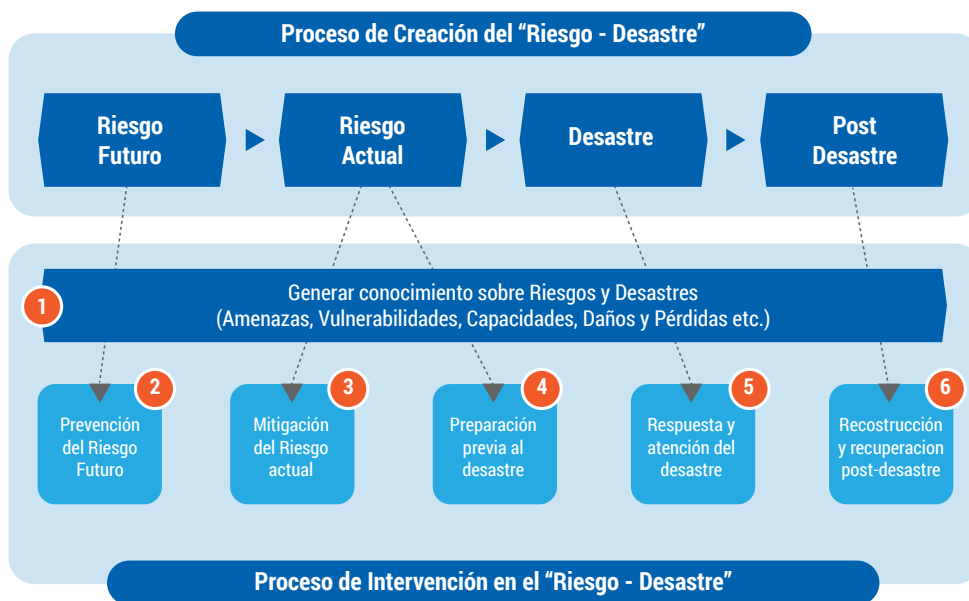 Proceso de Creación del “Riesgo - Desastre”
Riesgo
Futuro
Riesgo
Actual
Desastre
Post
Desastre
1
Generar conocimiento sobre Riesgos y Desastres
(Amenazas, Vulnerabilidades, Capacidades, Daños y Pérdidas etc.)
2
Prevención
del Riesgo
Futuro
3
Mitigación
del Riesgo
actual
4
Preparación
previa al
desastre
5
Respuesta y
atención del
desastre
6
Recostrucción
y recuperacion
post-desastre
Proceso de Intervención en el “Riesgo - Desastre”